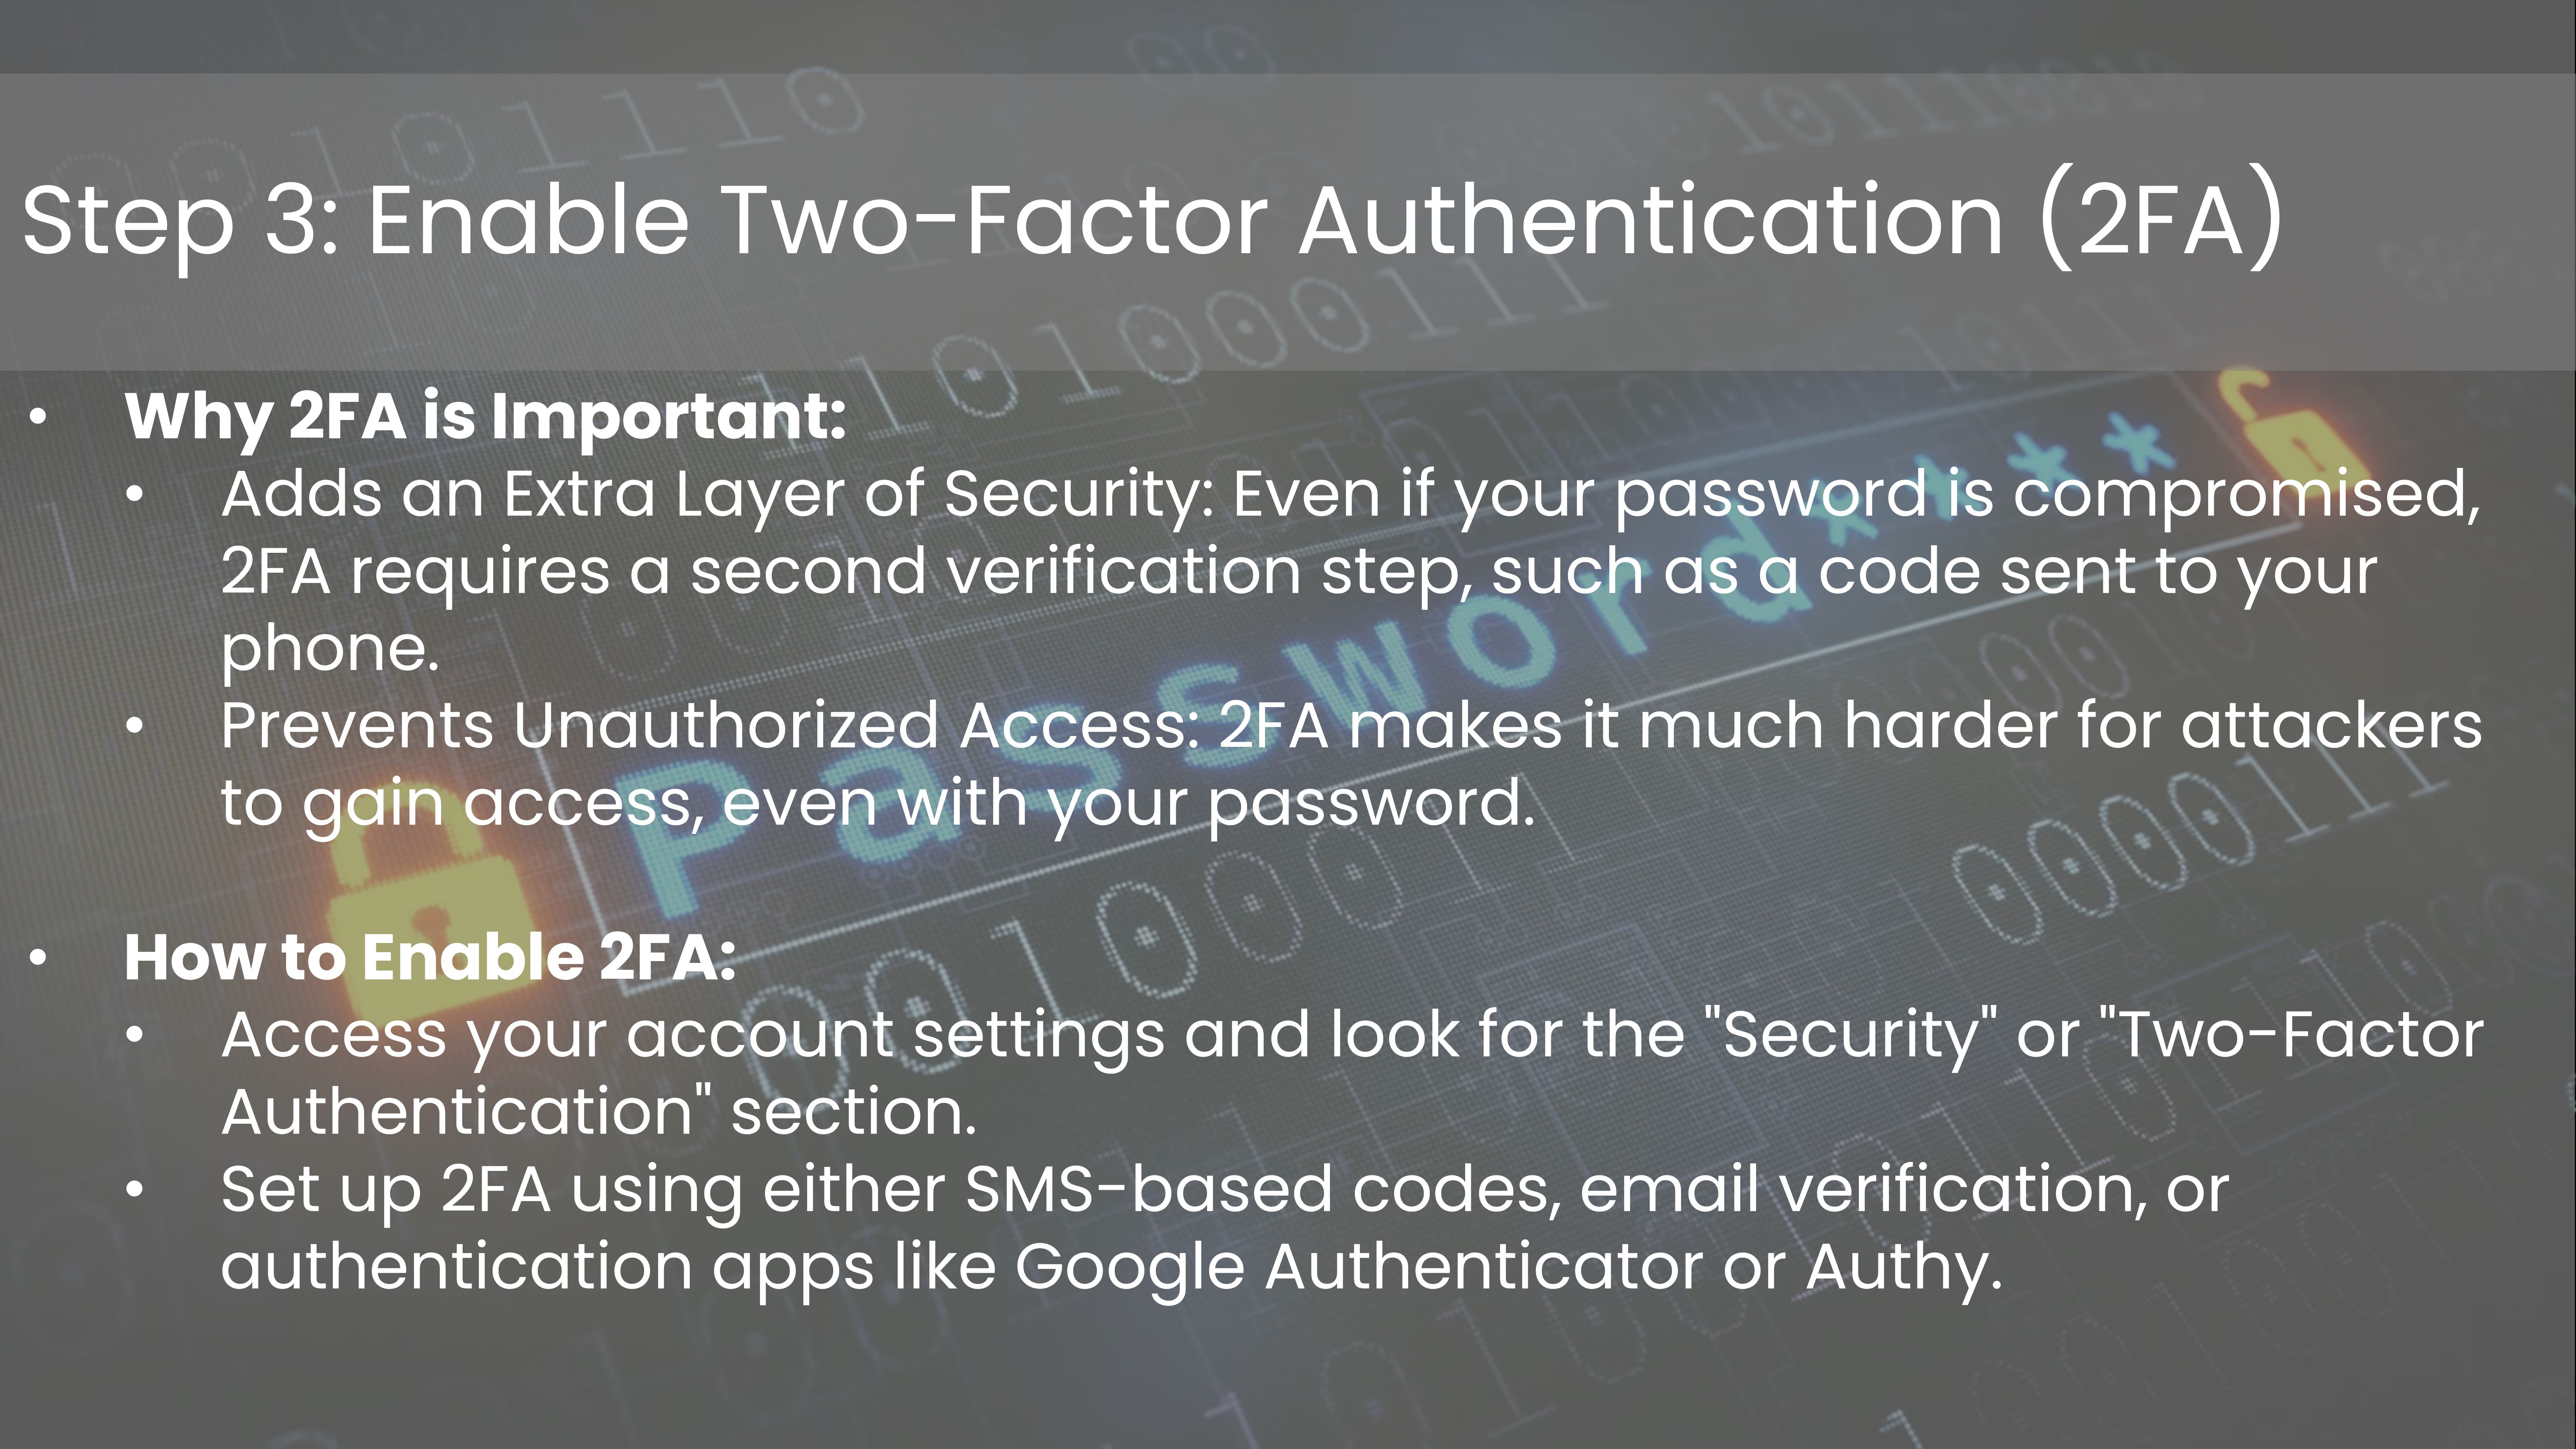 Step 3: Enable Two-Factor Authentication (2FA)
• Why 2FA is Important:
• Adds an Extra Layer of Security: Even if your password is compromised,
2FA requires a second verification step, such as a code sent to your
phone.
• Prevents Unauthorized Access: 2FA makes it much harder for attackers
to gain access, even with your password.
• How to Enable 2FA:
• Access your account settings and look for the "Security" or "Two-Factor
Authentication" section.
• Set up 2FA using either SMS-based codes, email verification, or
authentication apps like Google Authenticator or Authy.
Password****